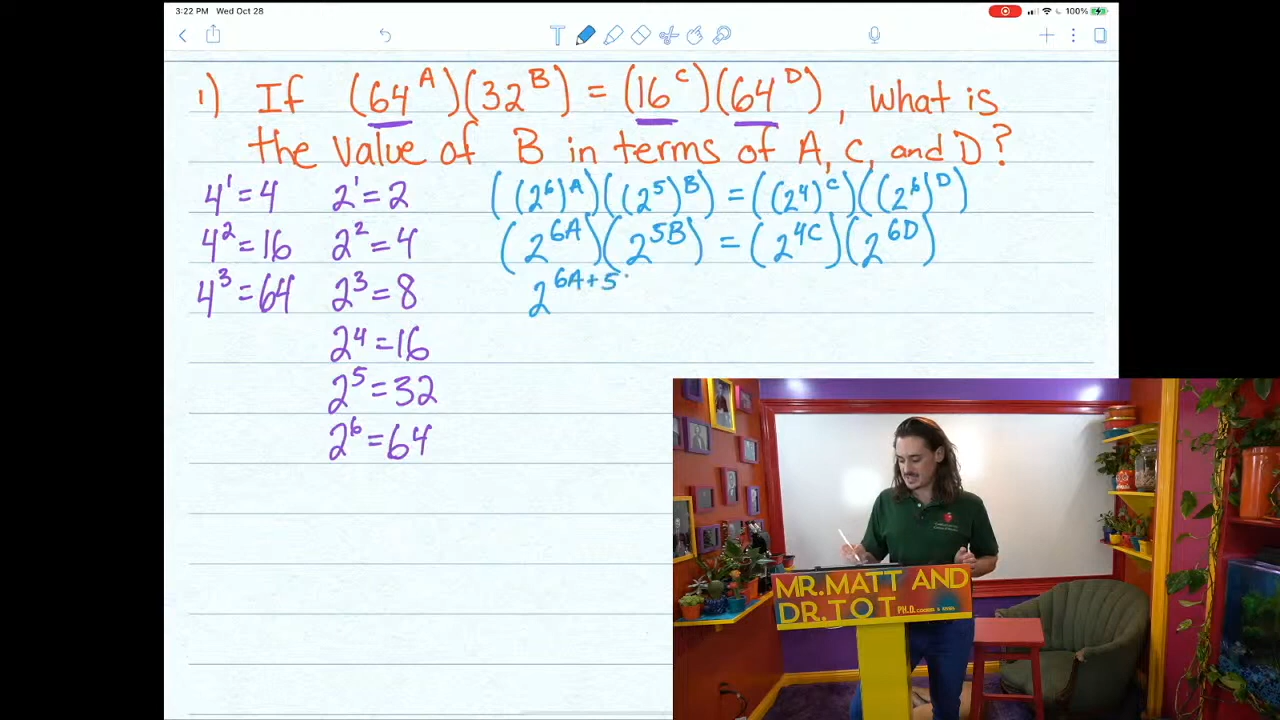 3:22 PM Wed Oct 28
100%
1) If (64^A)(32^B) = (16^C)(64^D), what is
the value of B in terms of A, C, and D?
4^1 = 4
4^2 = 16
4^3 = 64
2^1 = 2
2^2 = 4
2^3 = 8
2^4 = 16
2^5 = 32
2^6 = 64
((2^6)^A)((2^5)^B) = ((2^4)^C)((2^6)^D)
(2^6A)(2^5B) = (2^4C)(2^6D)
2^6A+5
MR. MATT AND
DR. TOT PH.D.